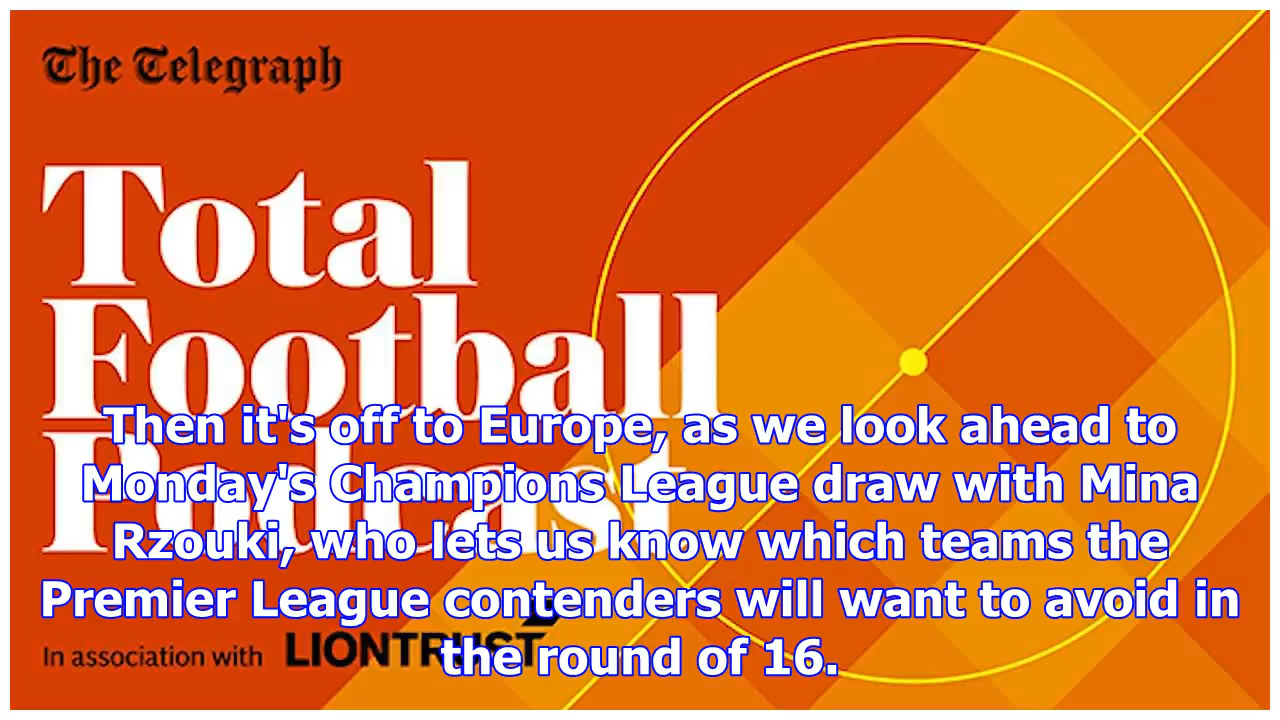 The Telegraph
Total
Football
Podcast
Then it's off to Europe, as we look ahead to
Monday's Champions League draw with Mina
Rzouki, who lets us know which teams the
Premier League contenders will want to avoid in
the round of 16.
In association with LIONTRUST